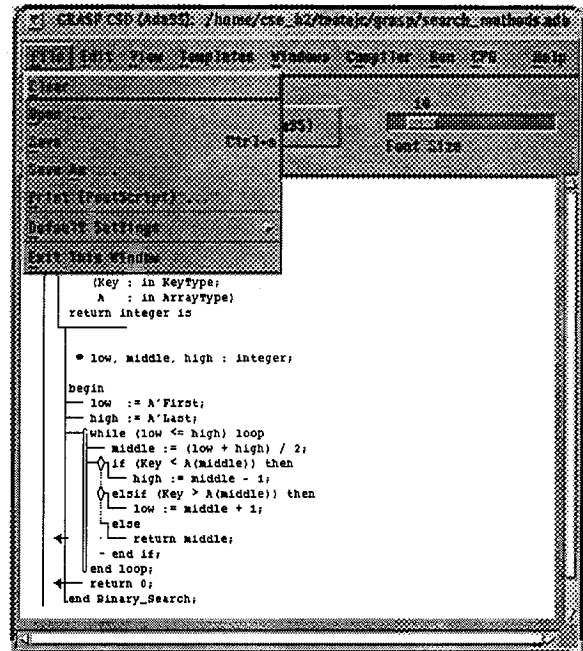 GRASP CSD (Ada95): /home/cse_h2/teatejc/grasp/search_methods.adb
File Edit View Templates Windows Compiler Run CPG Help
Clear
Open ...
Save Ctrl-s
Save As ...
Print (PostScript) ...
Default Settings
Exit This Window
a95)
10
Font Size
(Key : in KeyType;
A : in ArrayType)
return integer is
low, middle, high : integer;
begin
low := A'First;
high := A'Last;
while (low <= high) loop
middle := (low + high) / 2;
if (Key < A(middle)) then
high := middle - 1;
elsif (Key > A(middle)) then
low := middle + 1;
else
return middle;
end if;
end loop;
return 0;
end Binary_Search;